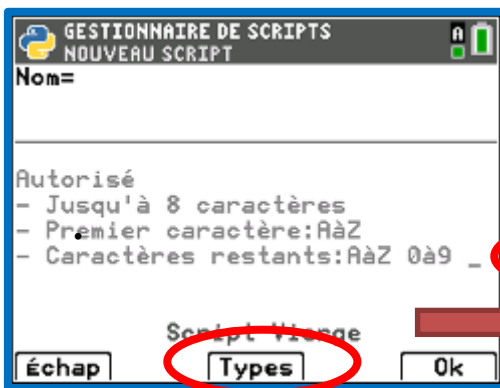 GESTIONNAIRE DE SCRIPTS
NOUVEAU SCRIPT
A
Nom=
Autorisé
- Jusqu'à 8 caractères
- Premier caractère:AàZ
- Caractères restants:AàZ 0à9 _
Script Vierge
Échap
Types
Ok